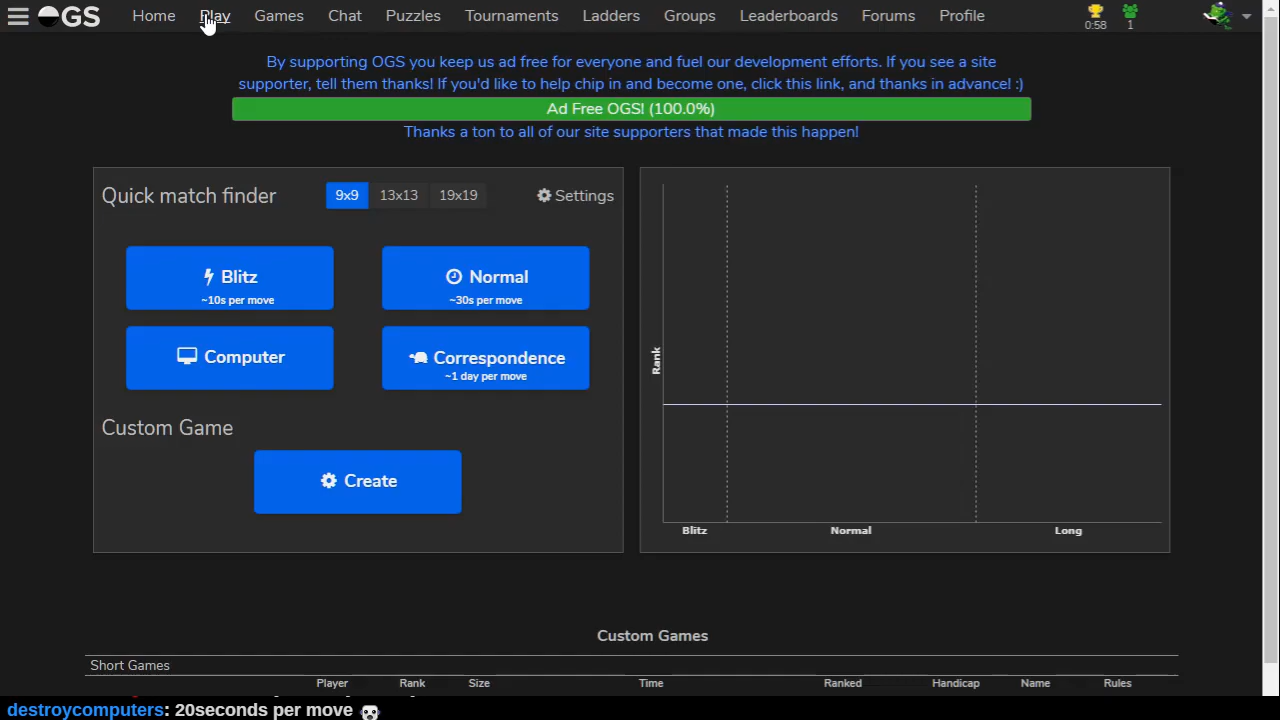 OGS Home Play Games Chat Puzzles Tournaments Ladders Groups Leaderboards Forums Profile 0:58 1
By supporting OGS you keep us ad free for everyone and fuel our development efforts. If you see a site
supporter, tell them thanks! If you'd like to help chip in and become one, click this link, and thanks in advance! :)
Ad Free OGS! (100.0%)
Thanks a ton to all of our site supporters that made this happen!
Quick match finder 9x9 13x13 19x19 Settings
Blitz
~10s per move
Normal
~30s per move
Computer
Correspondence
~1 day per move
Custom Game
Create
Rank
Blitz Normal Long
Custom Games
Short Games
Player Rank Size Time Ranked Handicap Name Rules
destroycomputers: 20seconds per move